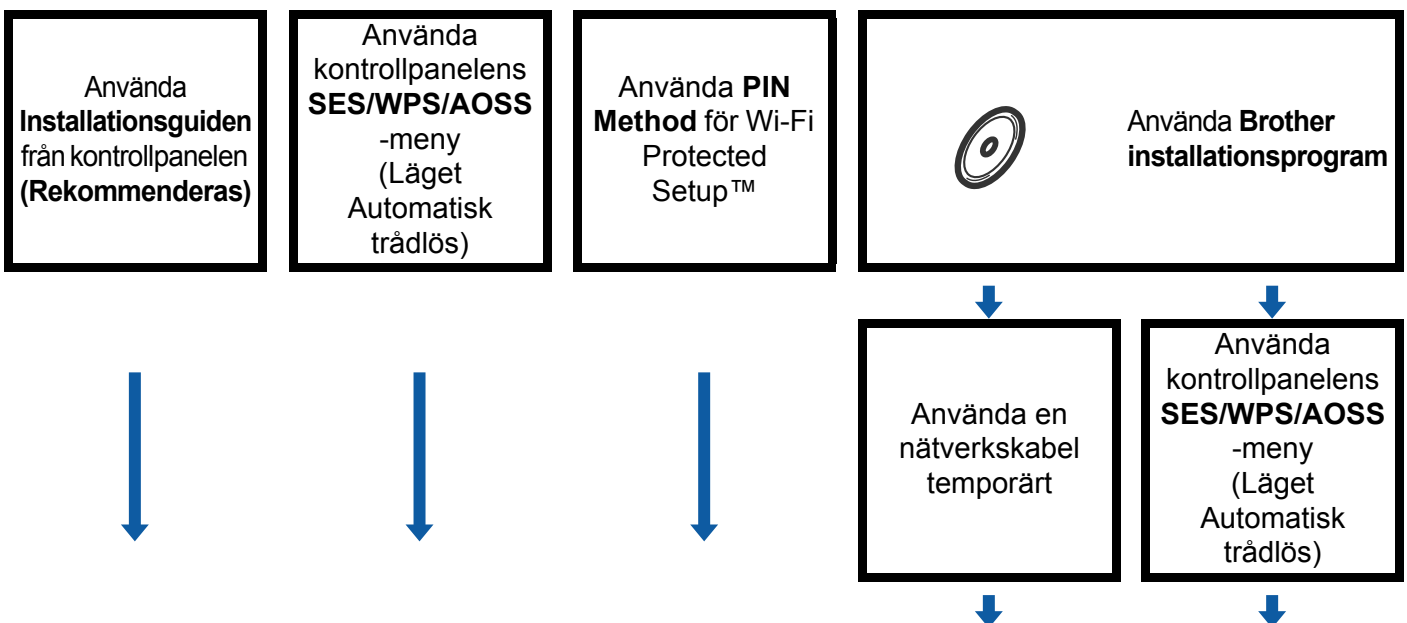 Använda
Installationsguiden
från kontrollpanelen
(Rekommenderas)
Använda
kontrollpanelens
SES/WPS/AOSS
-meny
(Läget
Automatisk
trådlös)
Använda PIN
Method för Wi-Fi
Protected
Setup™
Använda Brother
installationsprogram
Använda en
nätverkskabel
temporärt
Använda
kontrollpanelens
SES/WPS/AOSS
-meny
(Läget
Automatisk
trådlös)